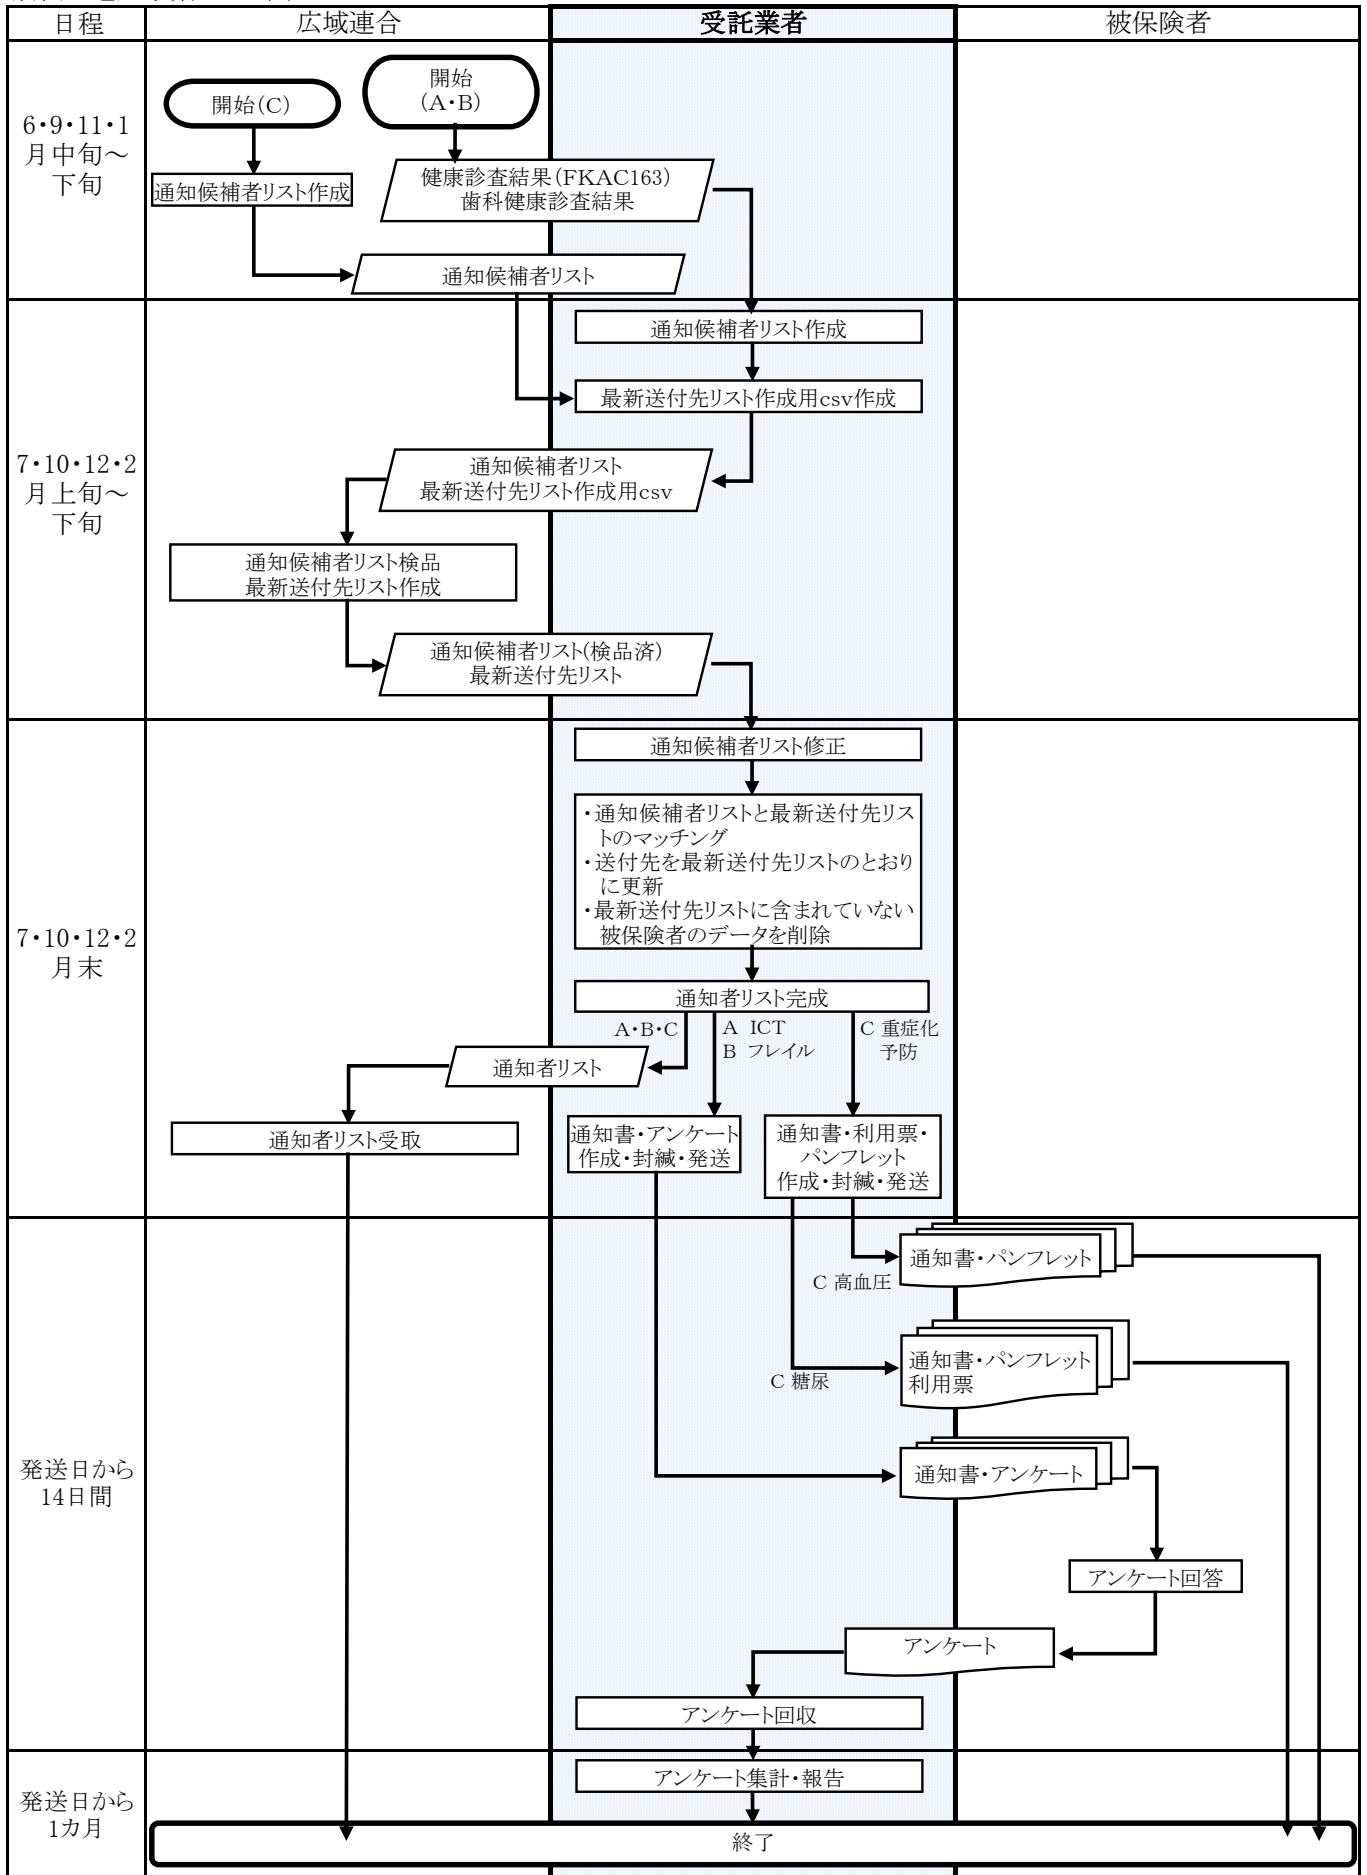 日程
広域連合
受託業者
被保険者
6・9・11・1
月中旬～
下旬
開始(C)
開始
(A・B)
通知候補者リスト作成
健康診査結果(FKAC163)
歯科健康診査結果
通知候補者リスト
7・10・12・2
月上旬～
下旬
通知候補者リスト作成
最新送付先リスト作成用csv作成
通知候補者リスト
最新送付先リスト作成用csv
通知候補者リスト検品
最新送付先リスト作成
通知候補者リスト(検品済)
最新送付先リスト
7・10・12・2
月末
通知候補者リスト修正
・通知候補者リストと最新送付先リス
トのマッチング
・送付先を最新送付先リストのとおり
に更新
・最新送付先リストに含まれていない
被保険者のデータを削除
通知者リスト完成
A・B・C
A ICT
B フレイル
C 重症化
予防
通知者リスト
通知者リスト受取
通知書・アンケート
作成・封緘・発送
通知書・利用票・
パンフレット
作成・封緘・発送
発送日から
14日間
通知書・パンフレット
C 高血圧
通知書・パンフレット
利用票
C 糖尿
通知書・アンケート
アンケート回答
アンケート
アンケート回収
発送日から
1カ月
アンケート集計・報告
終了